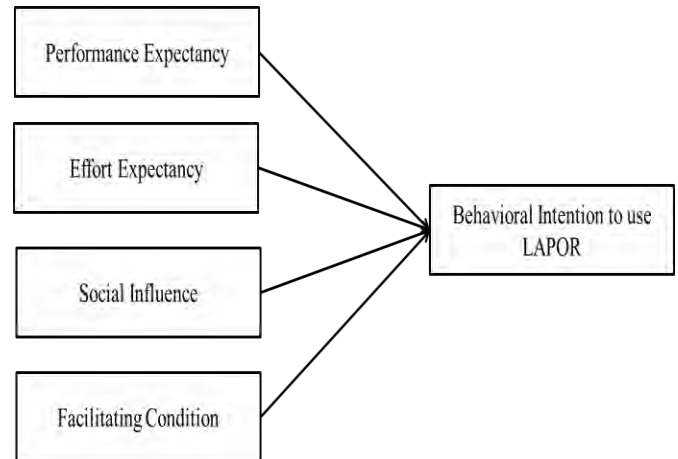 Performance Expectancy
Effort Expectancy
Behavioral Intention to use
LAPOR
Social Influence
Facilitating Condition